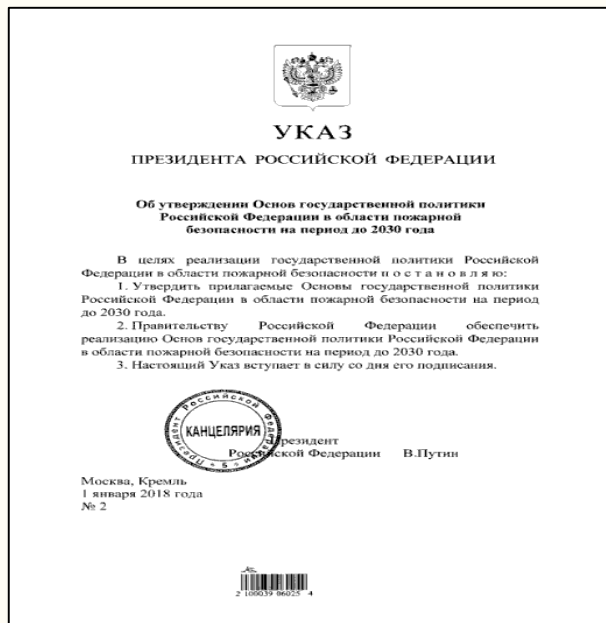 УКАЗ
ПРЕЗИДЕНТА РОССИЙСКОЙ ФЕДЕРАЦИИ
Об утверждении Основ государственной политики
Российской Федерации в области пожарной
безопасности на период до 2030 года
В целях реализации государственной политики Российской
Федерации в области пожарной безопасности п о с т а н о в л я ю:
1. Утвердить прилагаемые Основы государственной политики
Российской Федерации в области пожарной безопасности на период
до 2030 года.
2. Правительству Российской Федерации обеспечить
реализацию Основ государственной политики Российской Федерации
в области пожарной безопасности на период до 2030 года.
3. Настоящий Указ вступает в силу со дня его подписания.
Президент Российской Федерации
КАНЦЕЛЯРИЯ
5
Президент
Российской Федерации В.Путин
Москва, Кремль
1 января 2018 года
№ 2
2 100039 06025 4